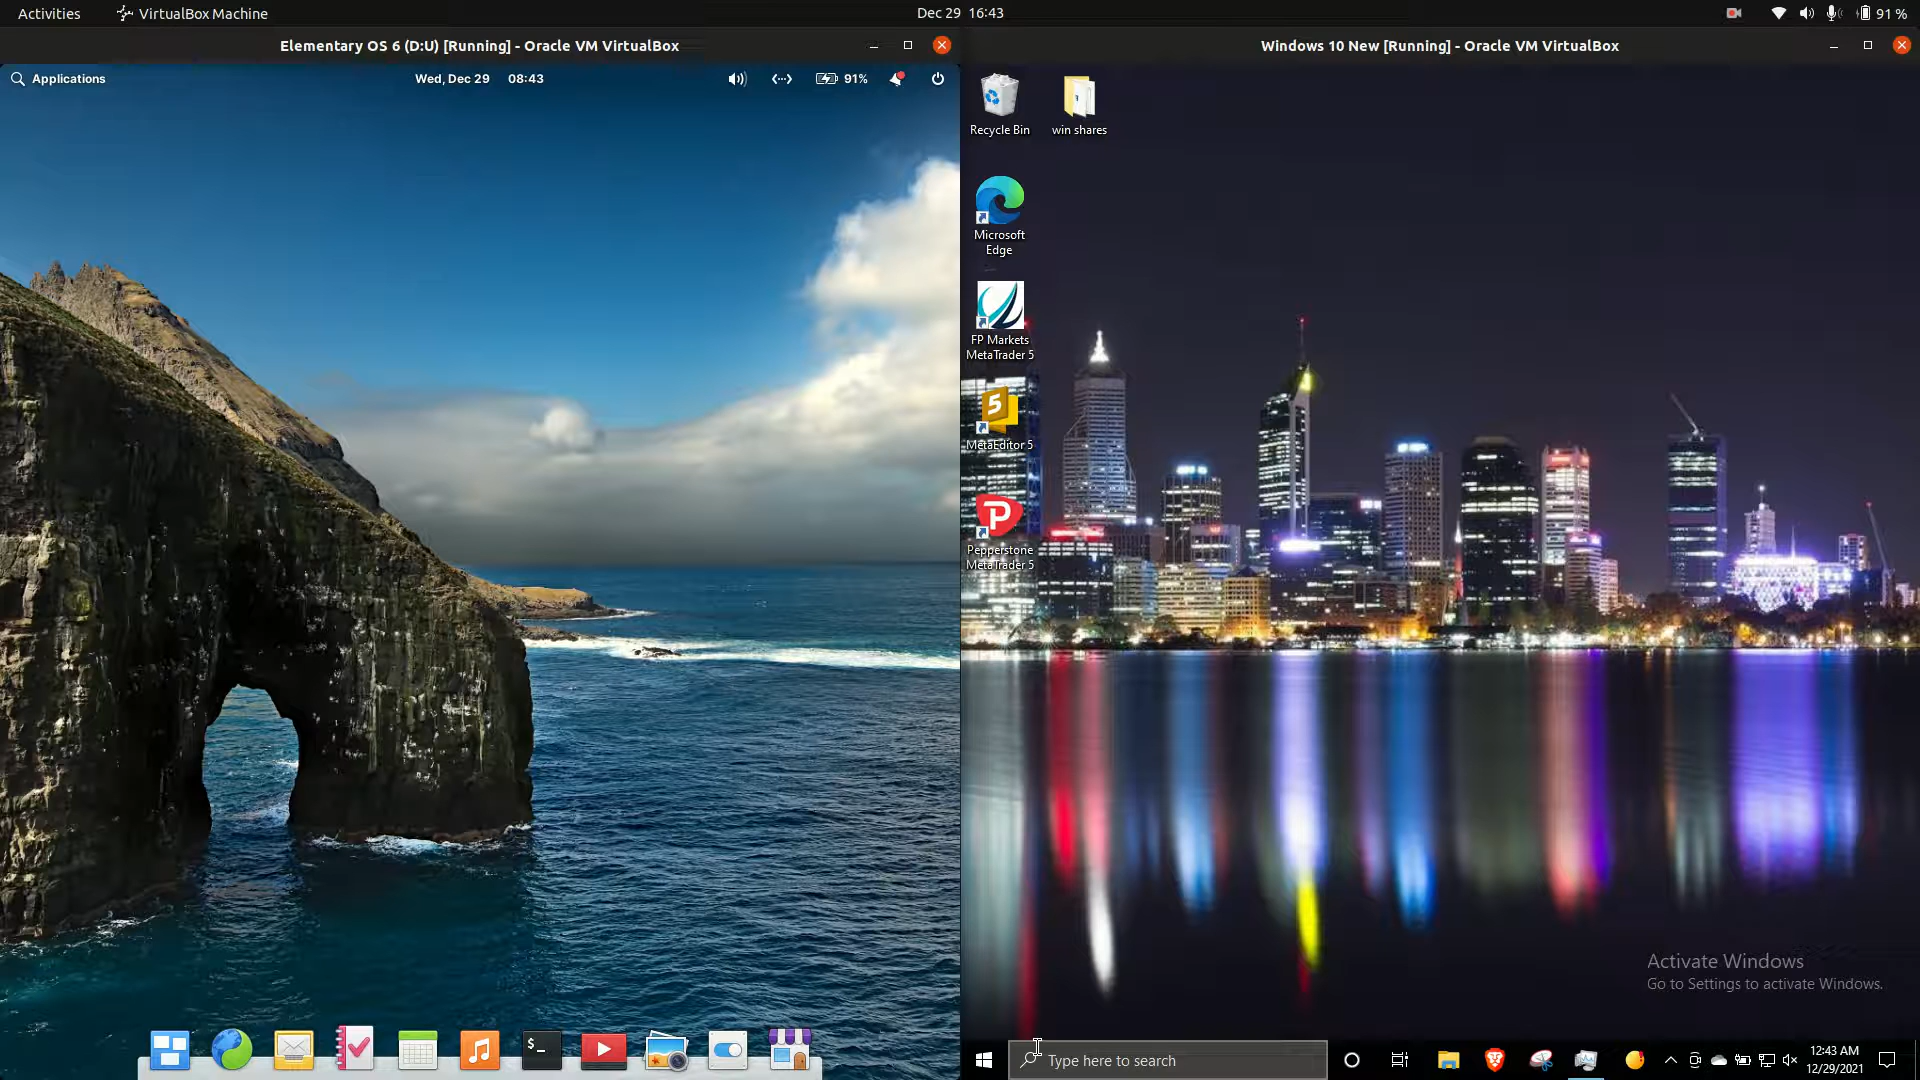 Activities
VirtualBox Machine
Dec 29 16:43
91 %
Elementary OS 6 (D:U) [Running] - Oracle VM VirtualBox
Windows 10 New [Running] - Oracle VM VirtualBox
Applications
Wed, Dec 29 08:43
91%
Recycle Bin
win shares
Microsoft
Edge
FP Markets
MetaTrader 5
5
MetaEditor 5
Pepperstone
MetaTrader 5
Activate Windows
Go to Settings to activate Windows.
Type here to search
12:43 AM
12/29/2021